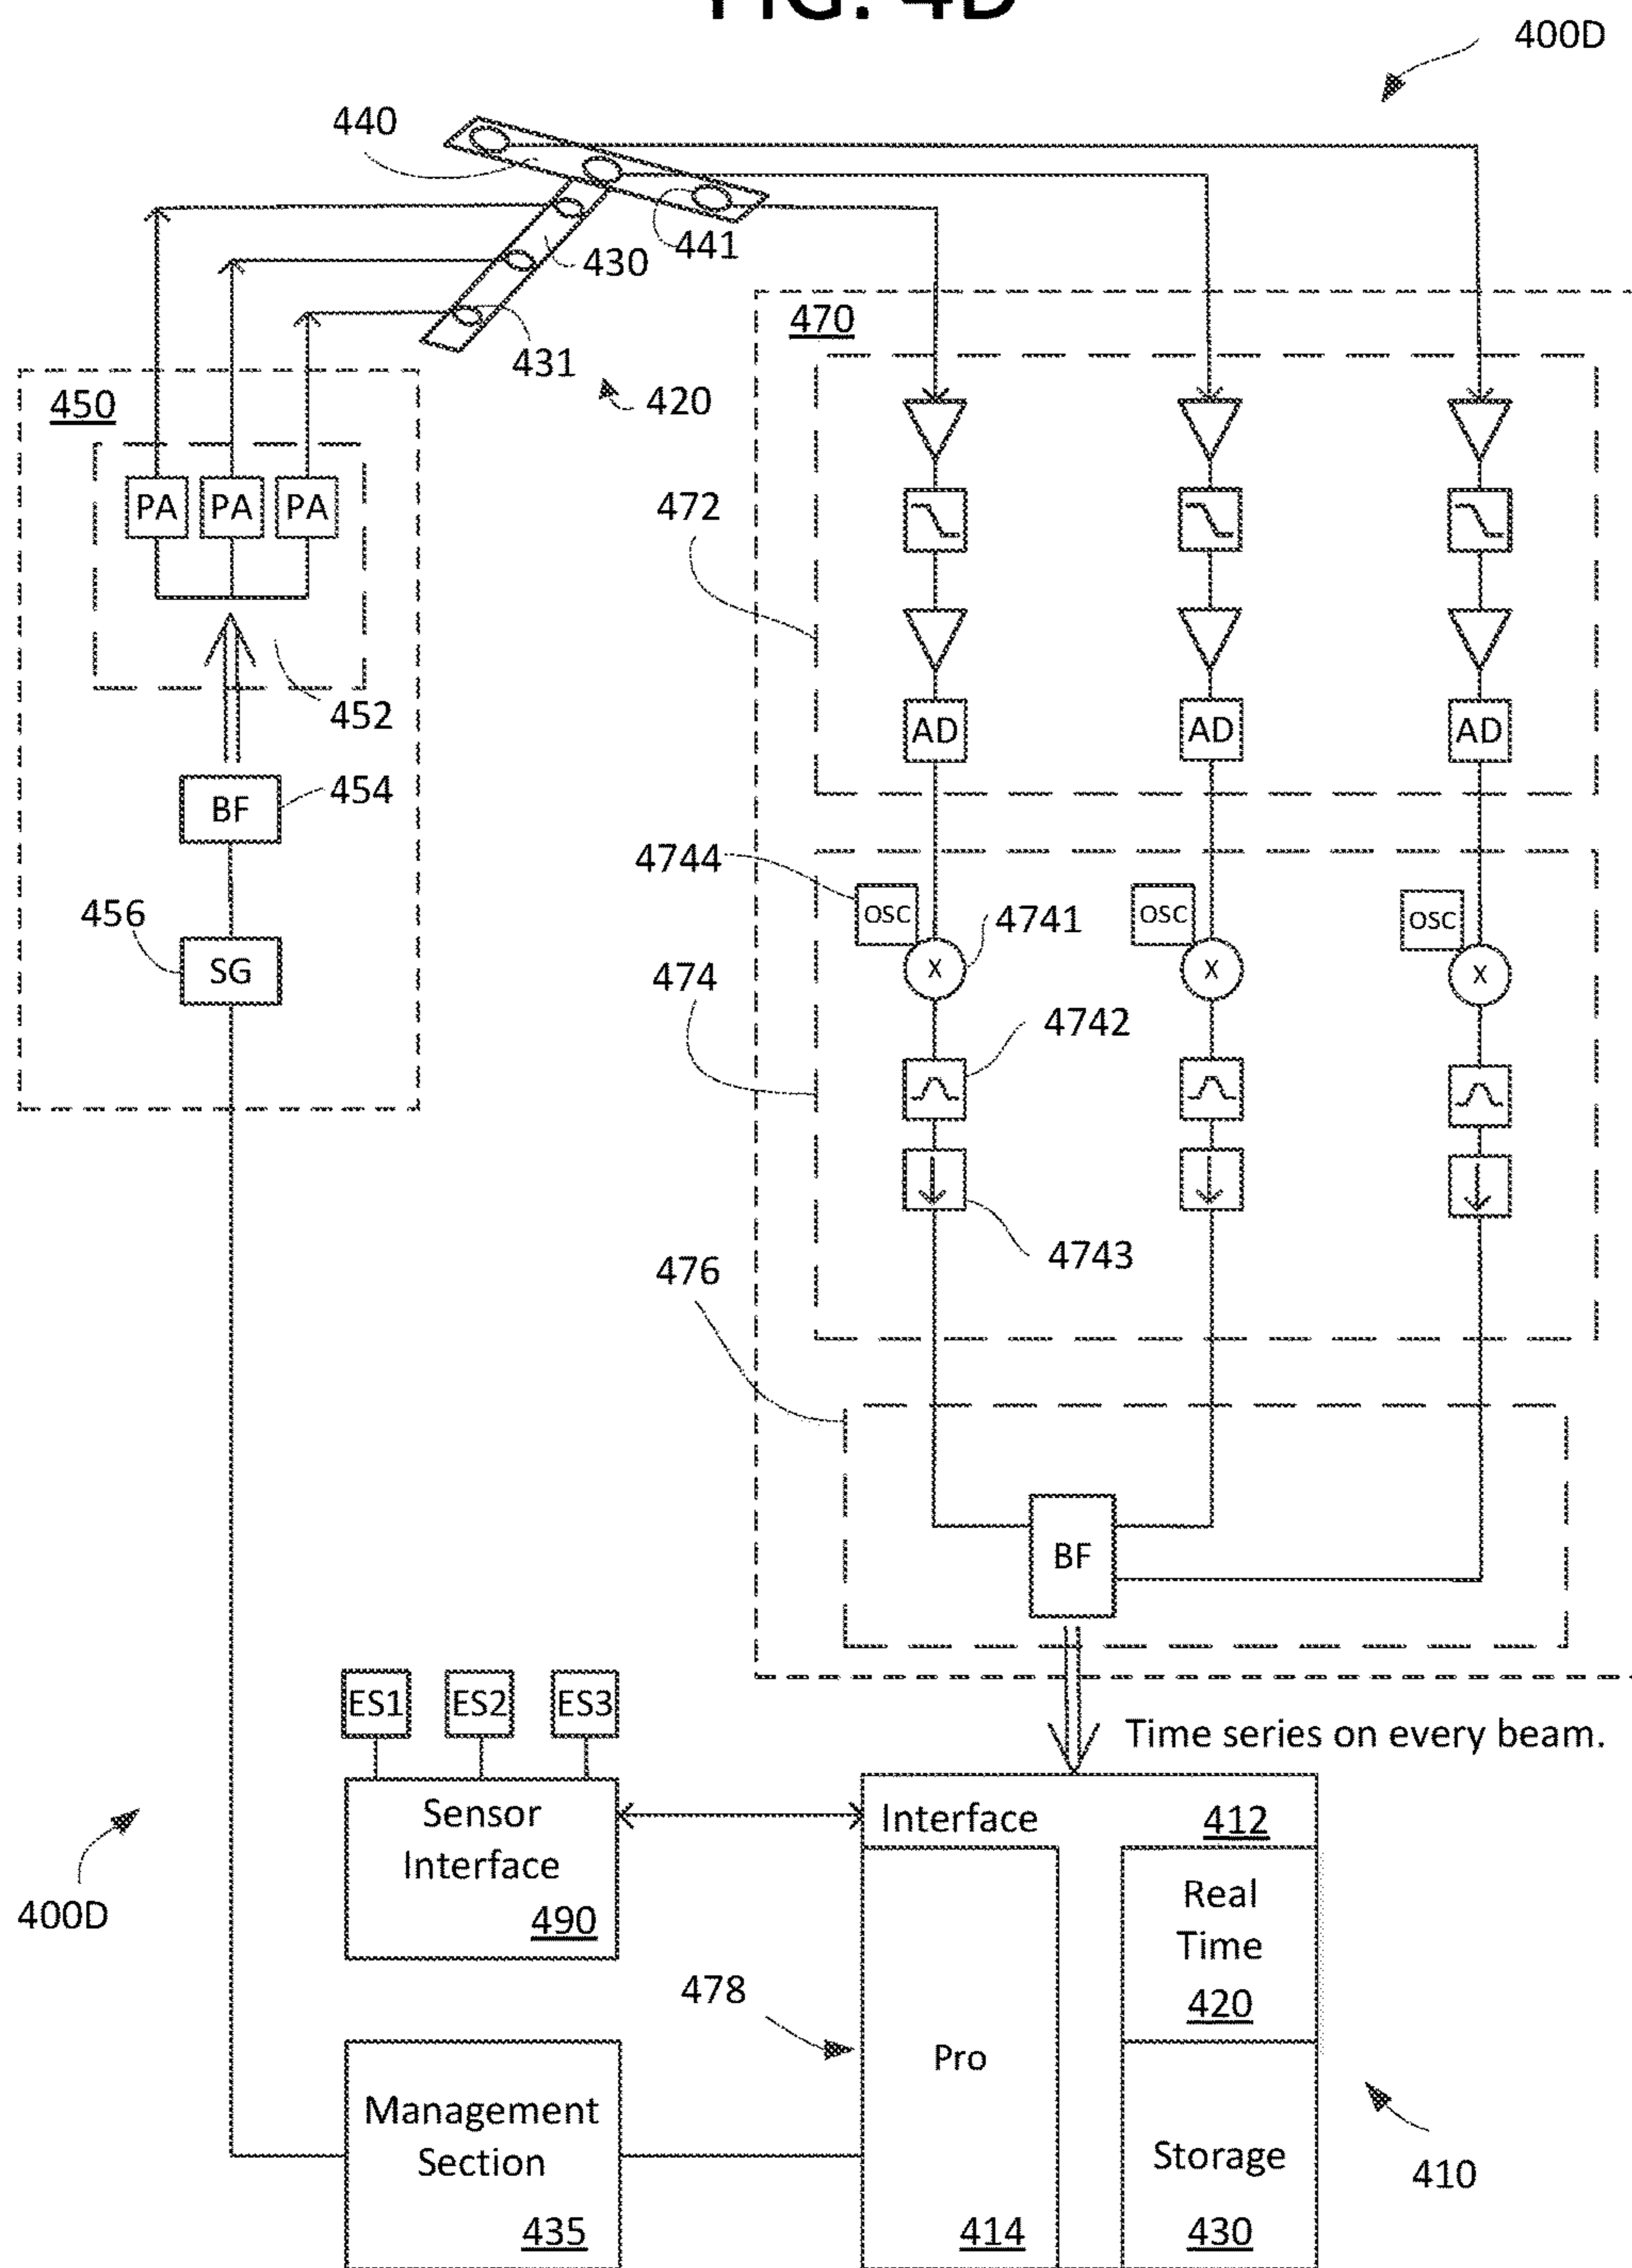 FIG. 4D
400D
440
441
430
431
420
470
450
PA PA PA
472
452
AD AD AD
BF
454
4744
OSC OSC OSC
4741
X X X
456
SG
474
4742
4743
476
BF
ES1 ES2 ES3
Time series on every beam.
Sensor
Interface
490
Interface
412
400D
Real
Time
420
478
Pro
414
Management
Section
435
Storage
430
410